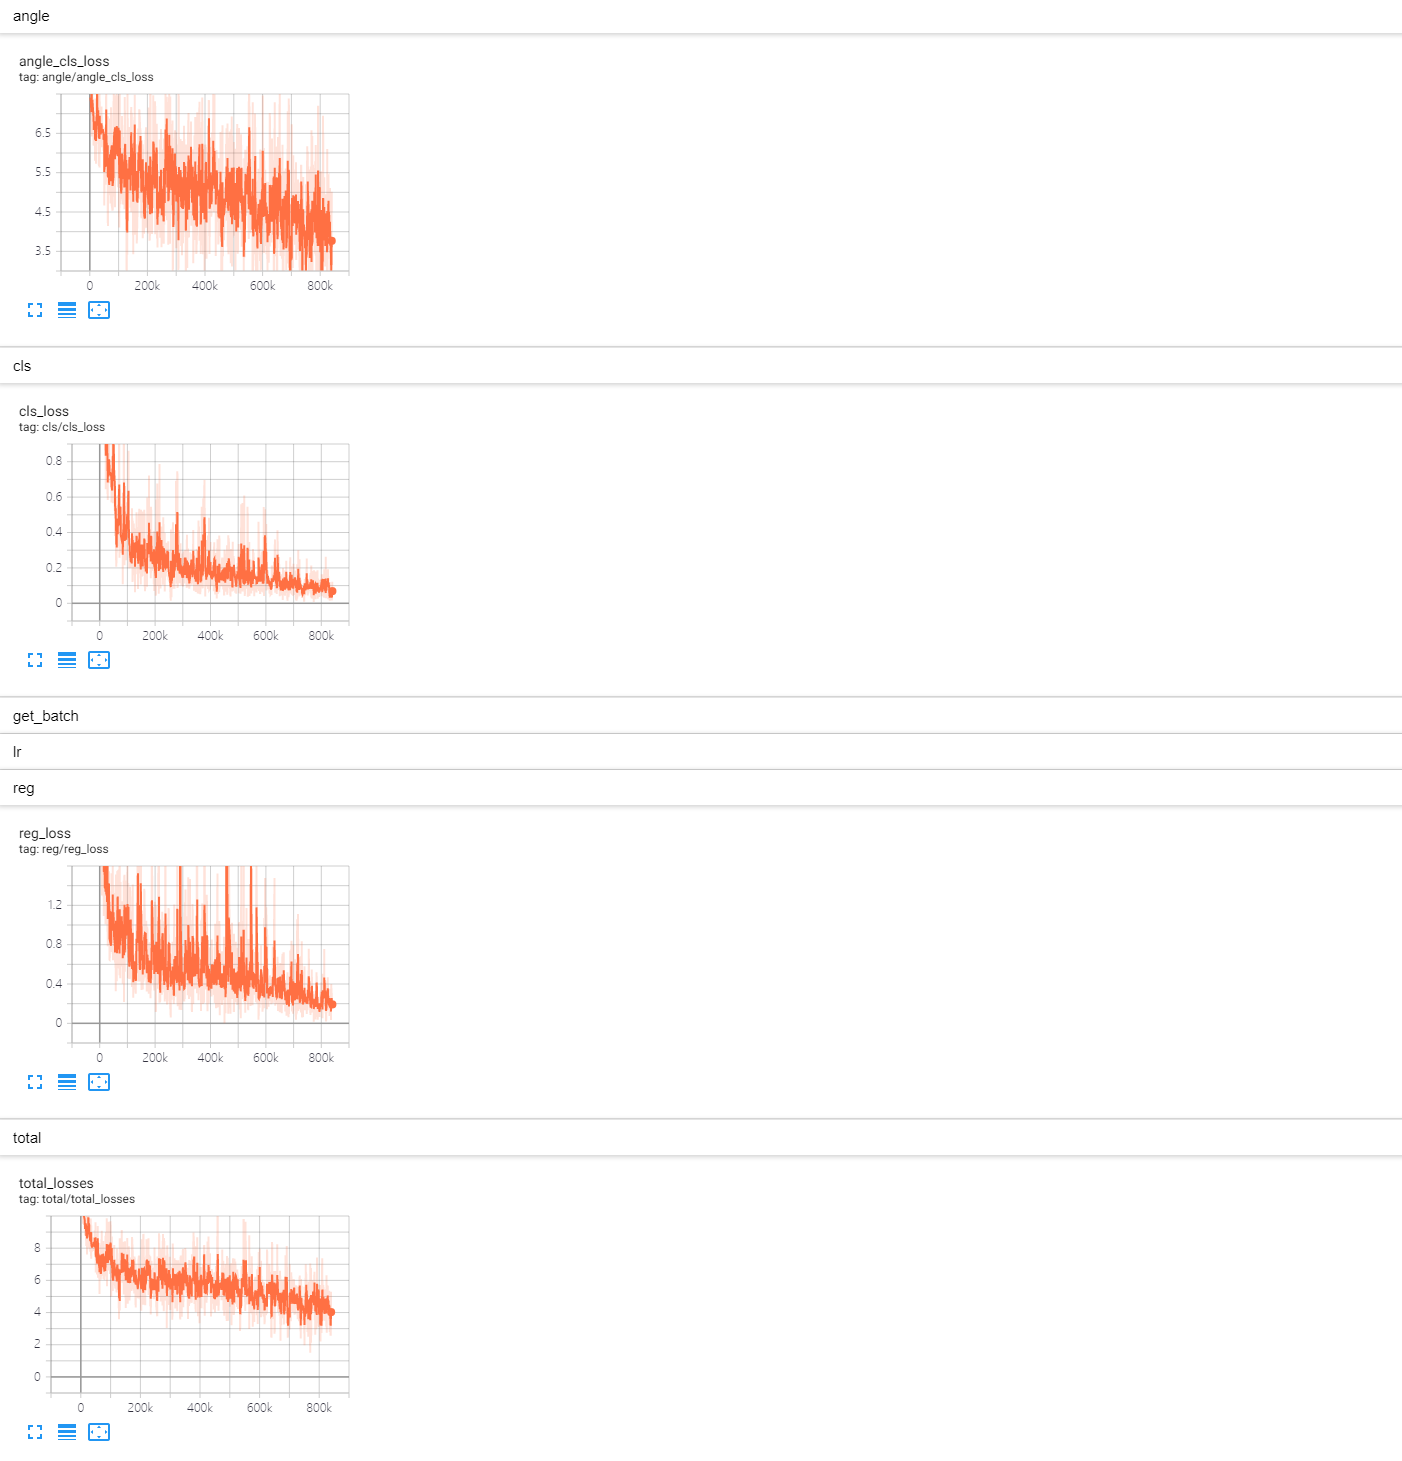 angle
angle_cls_loss
tag: angle/angle_cls_loss
6.5
5.5
4.5
3.5
0 200k 400k 600k 800k
cls
cls_loss
tag: cls/cls_loss
0.8
0.6
0.4
0.2
0
0 200k 400k 600k 800k
get_batch
lr
reg
reg_loss
tag: reg/reg_loss
1.2
0.8
0.4
0
0 200k 400k 600k 800k
total
total_losses
tag: total/total_losses
8
6
4
2
0
0 200k 400k 600k 800k